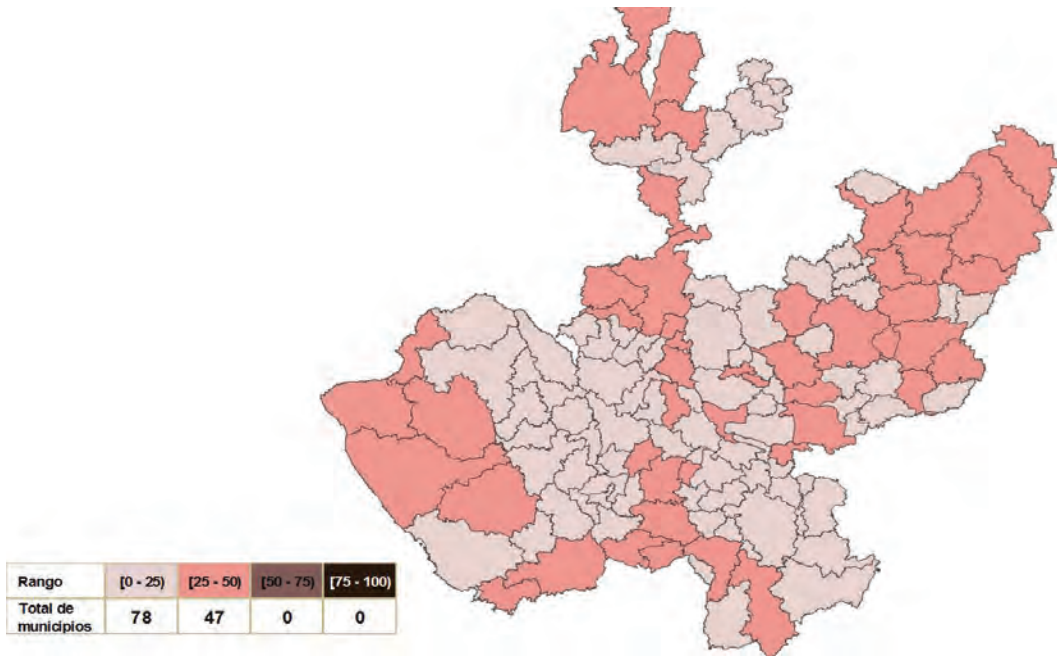 Rango [0 - 25) [25 - 50) [50 - 75) [75 - 100)
Total de municipios 78 47 0 0